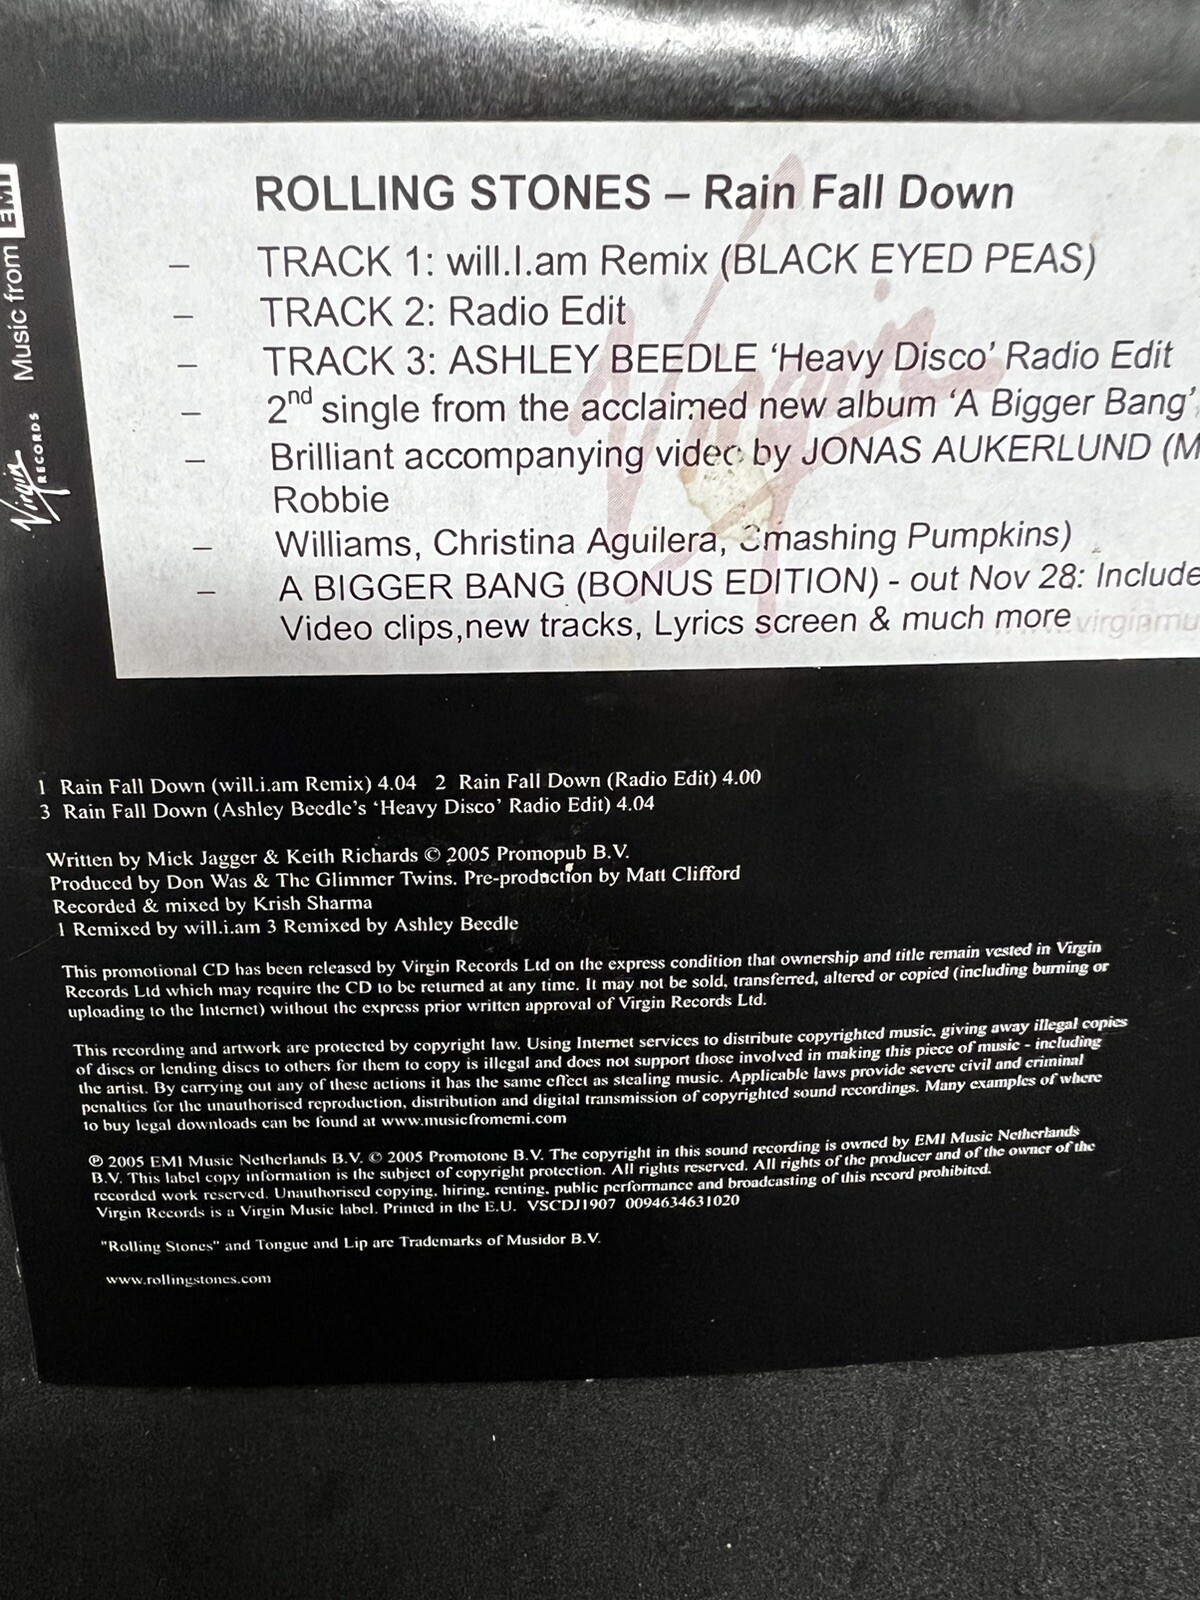 Music from EMI
Virgin RECORDS
ROLLING STONES – Rain Fall Down
– TRACK 1: will.I.am Remix (BLACK EYED PEAS)
– TRACK 2: Radio Edit
– TRACK 3: ASHLEY BEEDLE ‘Heavy Disco’ Radio Edit
– 2nd single from the acclaimed new album ‘A Bigger Bang’,
– Brilliant accompanying video by JONAS AUKERLUND (M
Robbie
– Williams, Christina Aguilera, Smashing Pumpkins)
– A BIGGER BANG (BONUS EDITION) - out Nov 28: Include
Video clips,new tracks, Lyrics screen & much more
Virgin
1 Rain Fall Down (will.i.am Remix) 4.04 2 Rain Fall Down (Radio Edit) 4.00
3 Rain Fall Down (Ashley Beedle's ‘Heavy Disco’ Radio Edit) 4.04
Written by Mick Jagger & Keith Richards © 2005 Promopub B.V.
Produced by Don Was & The Glimmer Twins. Pre-production by Matt Clifford
Recorded & mixed by Krish Sharma
1 Remixed by will.i.am 3 Remixed by Ashley Beedle
This promotional CD has been released by Virgin Records Ltd on the express condition that ownership and title remain vested in Virgin
Records Ltd which may require the CD to be returned at any time. It may not be sold, transferred, altered or copied (including burning or
uploading to the Internet) without the express prior written approval of Virgin Records Ltd.
This recording and artwork are protected by copyright law. Using Internet services to distribute copyrighted music, giving away illegal copies
of discs or lending discs to others for them to copy is illegal and does not support those involved in making this piece of music - including
the artist. By carrying out any of these actions it has the same effect as stealing music. Applicable laws provide severe civil and criminal
penalties for the unauthorised reproduction, distribution and digital transmission of copyrighted sound recordings. Many examples of where
to buy legal downloads can be found at www.musicfromemi.com
℗ 2005 EMI Music Netherlands B.V. © 2005 Promotone B.V. The copyright in this sound recording is owned by EMI Music Netherlands
B.V. This label copy information is the subject of copyright protection. All rights reserved. All rights of the producer and of the owner of the
recorded work reserved. Unauthorised copying, hiring, renting, public performance and broadcasting of this record prohibited.
Virgin Records is a Virgin Music label. Printed in the E.U. VSCDJ1907 0094634631020
"Rolling Stones" and Tongue and Lip are Trademarks of Musidor B.V.
www.rollingstones.com